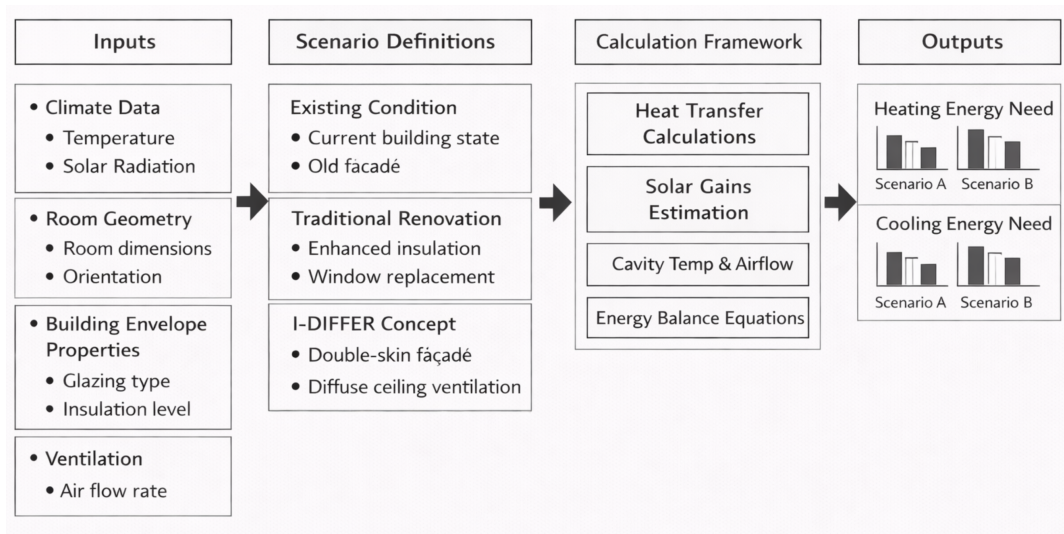 Inputs
• Climate Data
• Temperature
• Solar Radiation
• Room Geometry
• Room dimensions
• Orientation
• Building Envelope
Properties
• Glazing type
• Insulation level
• Ventilation
• Air flow rate
Scenario Definitions
Existing Condition
• Current building state
• Old facadé
Traditional Renovation
• Enhanced insulation
• Window replacement
I-DIFFER Concept
• Double-skin fáçadé
• Diffuse ceiling ventilation
Calculation Framework
Heat Transfer
Calculations
Solar Gains
Estimation
Cavity Temp & Airflow
Energy Balance Equations
Outputs
Heating Energy Need
Scenario A
Scenario B
Cooling Energy Need
Scenario A
Scenario B